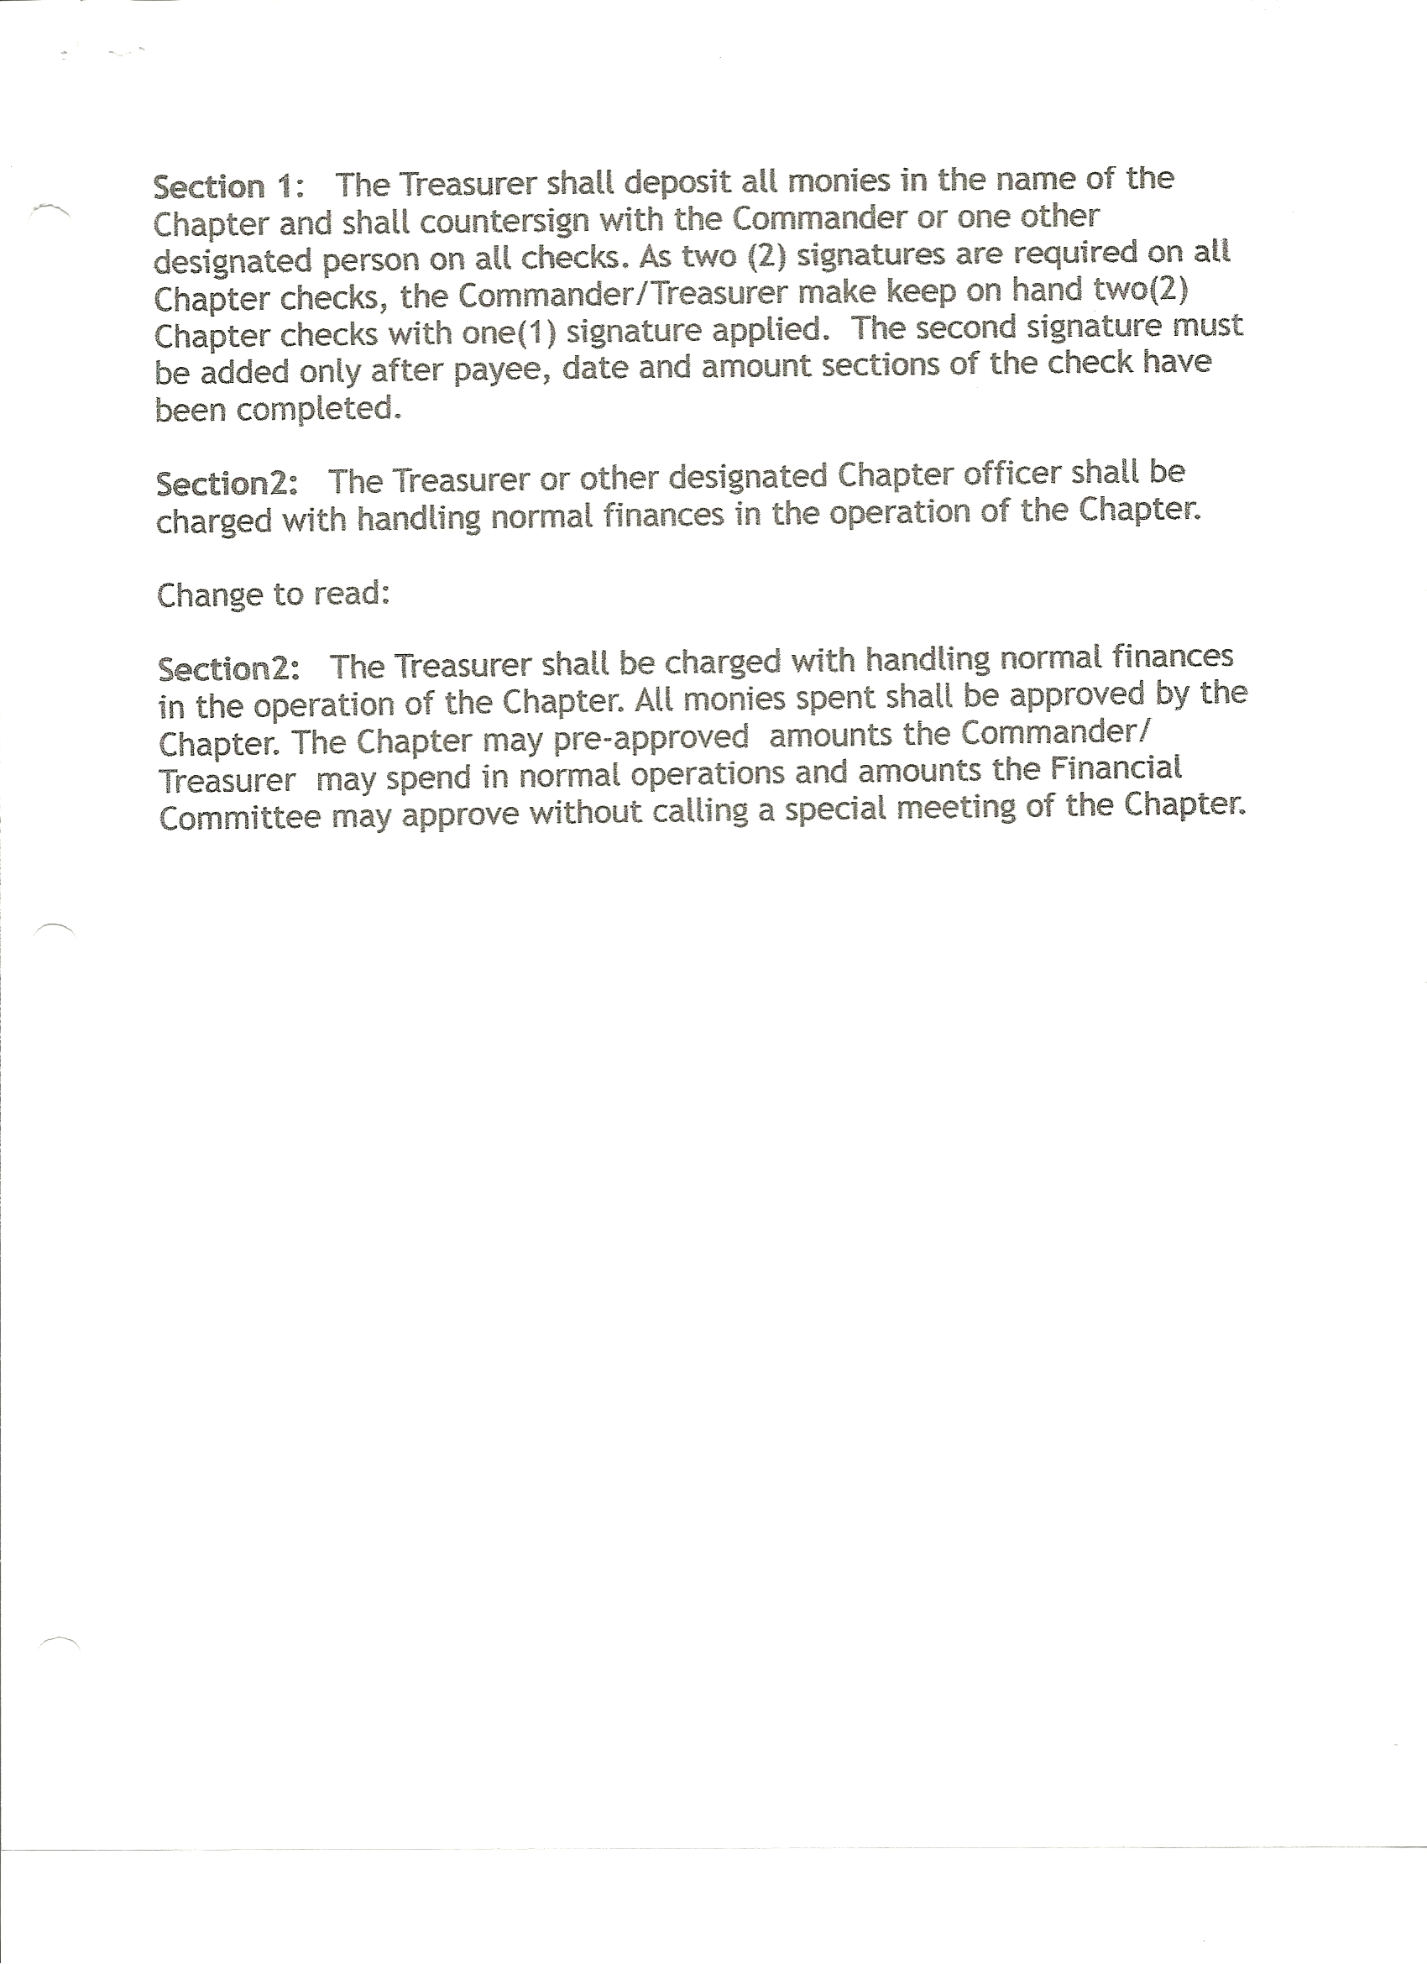 Section 1:   The Treasurer shall deposit all monies in the name of the
Chapter and shall countersign with the Commander or one other
designated person on all checks. As two (2) signatures are required on all
Chapter checks, the Commander/Treasurer make keep on hand two(2)
Chapter checks with one(1) signature applied.  The second signature must
be added only after payee, date and amount sections of the check have
been completed.
Section2:   The Treasurer or other designated Chapter officer shall be
charged with handling normal finances in the operation of the Chapter.
Change to read:
Section2:   The Treasurer shall be charged with handling normal finances
in the operation of the Chapter. All monies spent shall be approved by the
Chapter. The Chapter may pre-approved  amounts the Commander/
Treasurer  may spend in normal operations and amounts the Financial
Committee may approve without calling a special meeting of the Chapter.